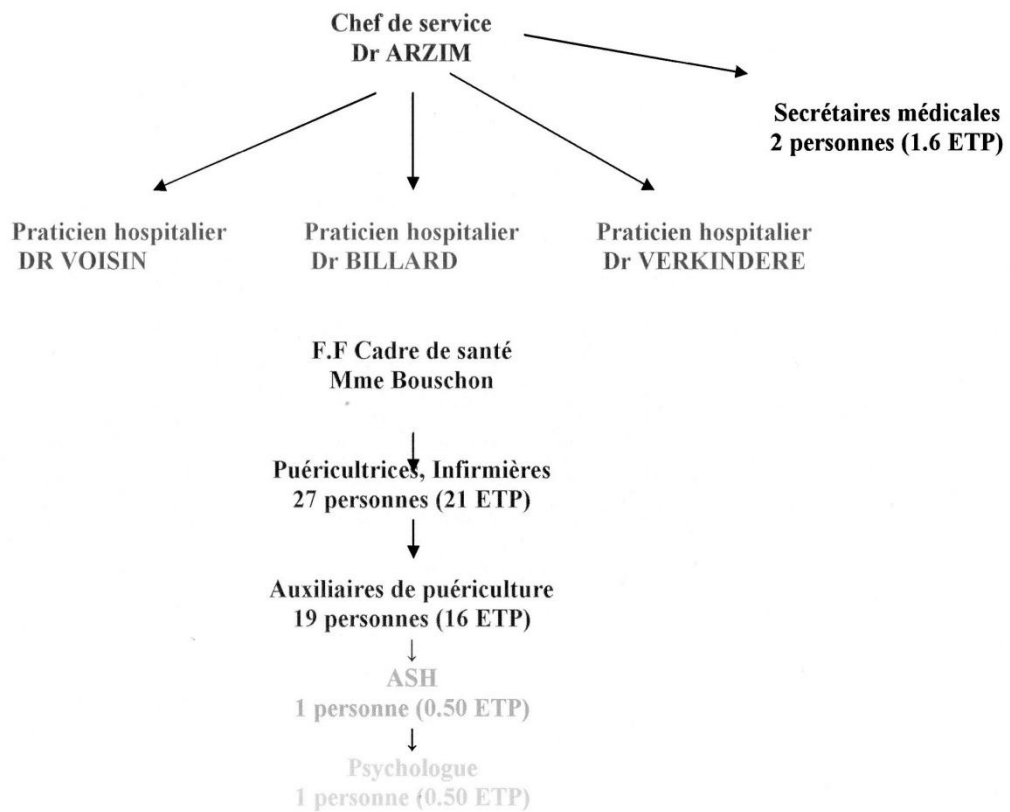 Chef de service
Dr ARZIM
Secrétaires médicales
2 personnes (1.6 ETP)
Praticien hospitalier
DR VOISIN
Praticien hospitalier
Dr BILLARD
Praticien hospitalier
Dr VERKINDERE
F.F Cadre de santé
Mme Bouschon
Puéricultrices, Infirmières
27 personnes (21 ETP)
Auxiliaires de puériculture
19 personnes (16 ETP)
↓
ASH
1 personne (0.50 ETP)
↓
Psychologue
1 personne (0.50 ETP)